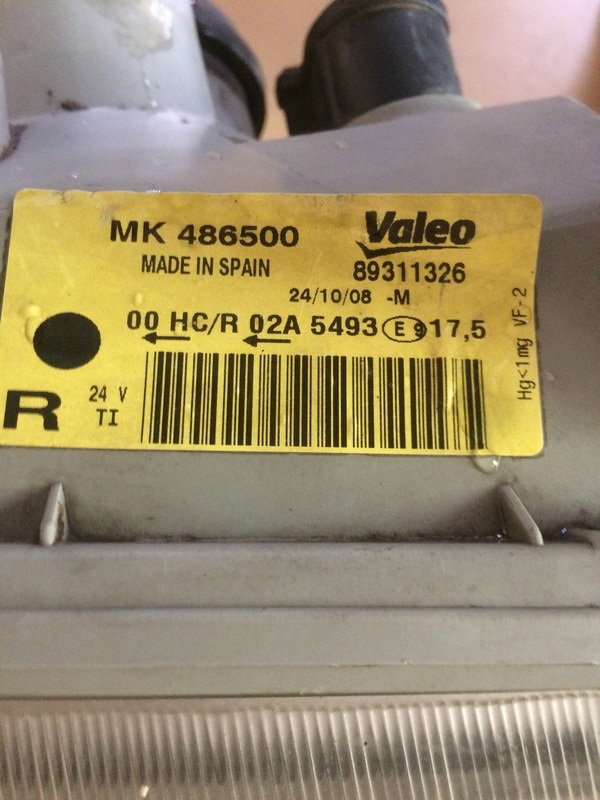 MK 486500 Valeo
MADE IN SPAIN 89311326
24/10/08 -M
00 HC/R 02A 5493 E9 17,5
R 24 V
TI
Hg<1mg VF-2